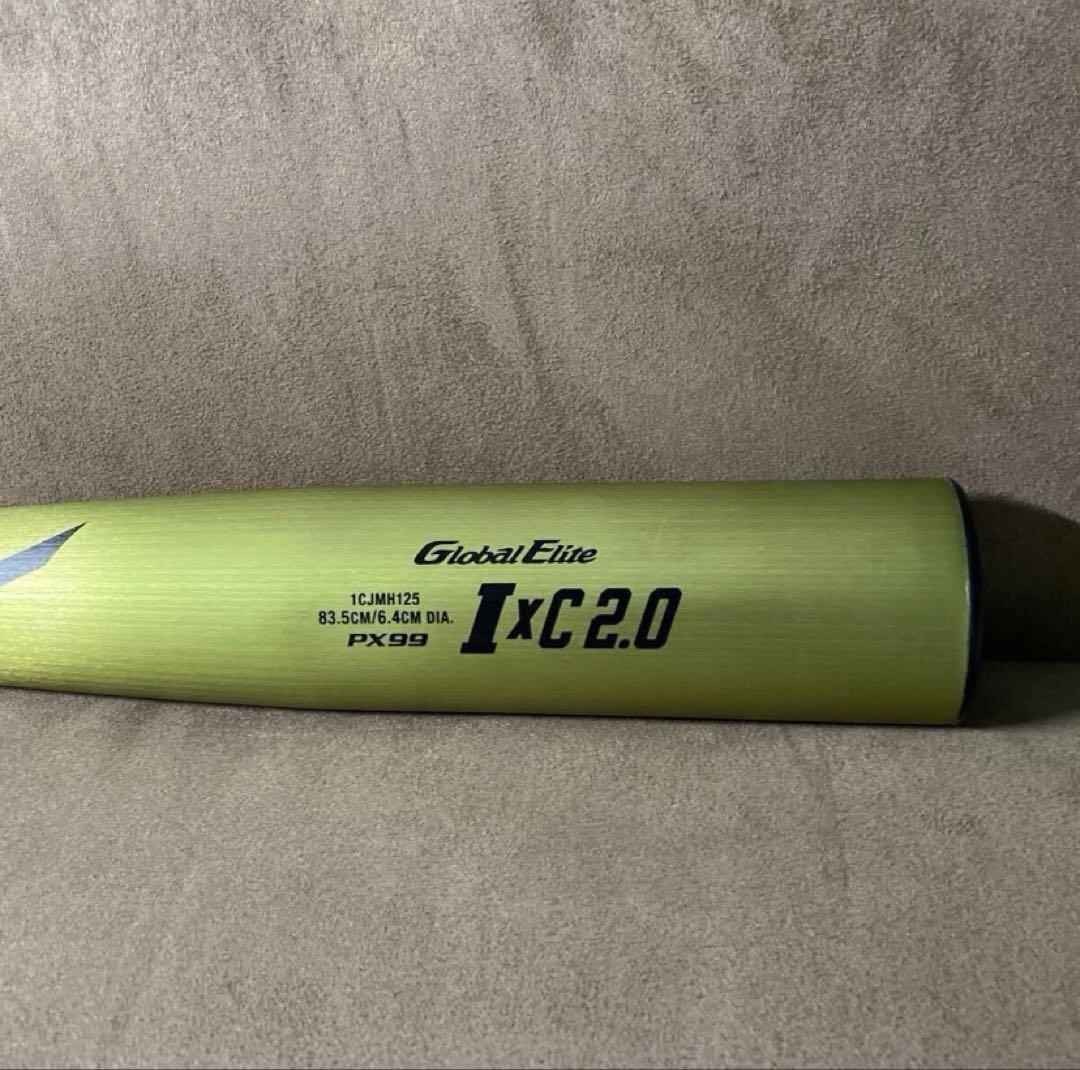 Global Elite
1CJMH125
83.5CM/6.4CM DIA.
PX99
IxC 2.0